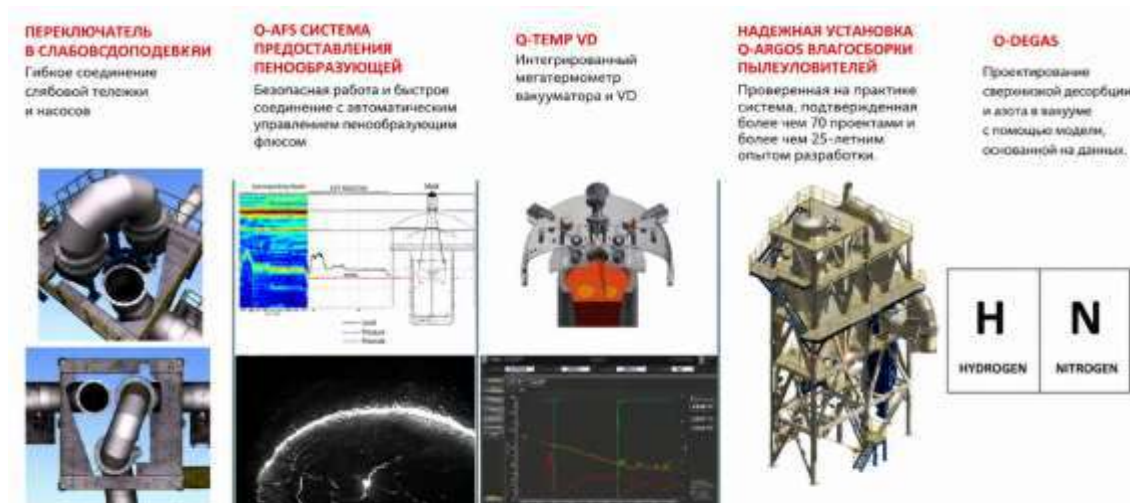 ПЕРЕКЛЮЧАТЕЛЬ
В СЛАБОВСДОПОДЕВКЯИ
Гибкое соединение
слябовой тележки
и насосов
Q-AFS СИСТЕМА
ПРЕДОСТАВЛЕНИЯ
ПЕНООБРАЗУЮЩЕЙ
Безопасная работа и быстрое
соединение с автоматическим
управлением пенообразующим
флюсом
Q-TEMP VD
Интегрированный
мегатермометр
вакууматора и VD
НАДЕЖНАЯ УСТАНОВКА
Q-ARGOS ВЛАГОСБОРКИ
ПЫЛЕУЛОВИТЕЛЕЙ
Проверенная на практике
система, подтвержденная
более чем 70 проектами и
более чем 25-летним
опытом разработки.
O-DEGAS
Проектирование
сверхнизкой десорбции
и азота в вакууме
с помощью модели,
основанной на данных.
H
HYDROGEN
N
NITROGEN